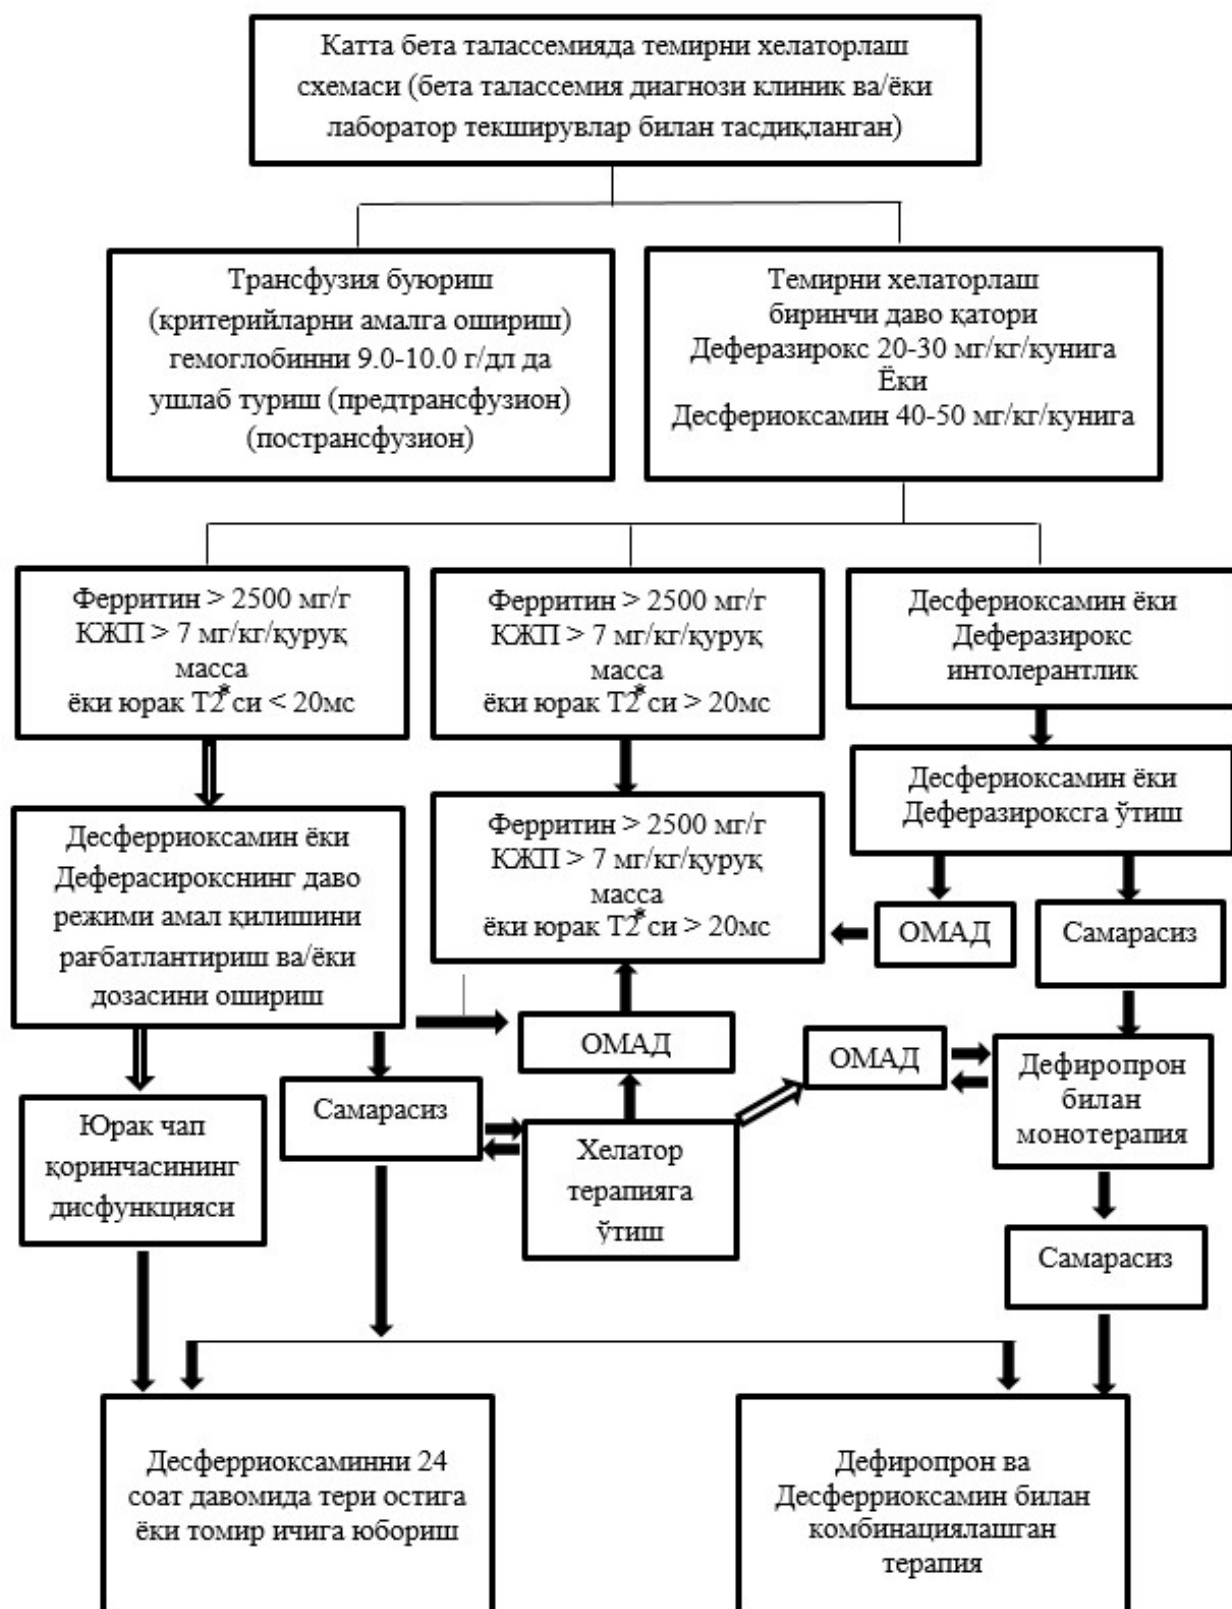 Катта бета талассемияда темирни хелаторлаш
схемаси (бета талассемия диагнози клиник ва/ёки
лаборатор текширувлар билан тасдиқланган)
Трансфузия буюриш
(критерийларни амалга ошириш)
гемоглобинни 9.0-10.0 г/дл да
ушлаб туриш (предтрансфузион)
(пострансфузион)
Темирни хелаторлаш
биринчи даво қатори
Деферазирокс 20-30 мг/кг/кунига
Ёки
Десфериоксамин 40-50 мг/кг/кунига
Ферритин > 2500 мг/г
КЖП > 7 мг/кг/қуруқ
масса
ёки юрак Т2*си < 20мс
Ферритин > 2500 мг/г
КЖП > 7 мг/кг/қуруқ
масса
ёки юрак Т2*си > 20мс
Десфериоксамин ёки
Деферазирокс
интолерантлик
Десфериоксамин ёки
Деферазироксга ўтиш
Десферриоксамин ёки
Деферасирокснинг даво
режими амал қилишини
рағбатлантириш ва/ёки
дозасини ошириш
Ферритин > 2500 мг/г
КЖП > 7 мг/кг/қуруқ
масса
ёки юрак Т2*си > 20мс
ОМАД
Самарасиз
ОМАД
ОМАД
Дефиропрон
билан
монотерапия
Юрак чап
қоринчасининг
дисфункцияси
Самарасиз
Хелатор
терапияга
ўтиш
Самарасиз
Десферриоксаминни 24
соат давомида тери остига
ёки томир ичига юбориш
Дефиропрон ва
Десферриоксамин билан
комбинациялашган
терапия